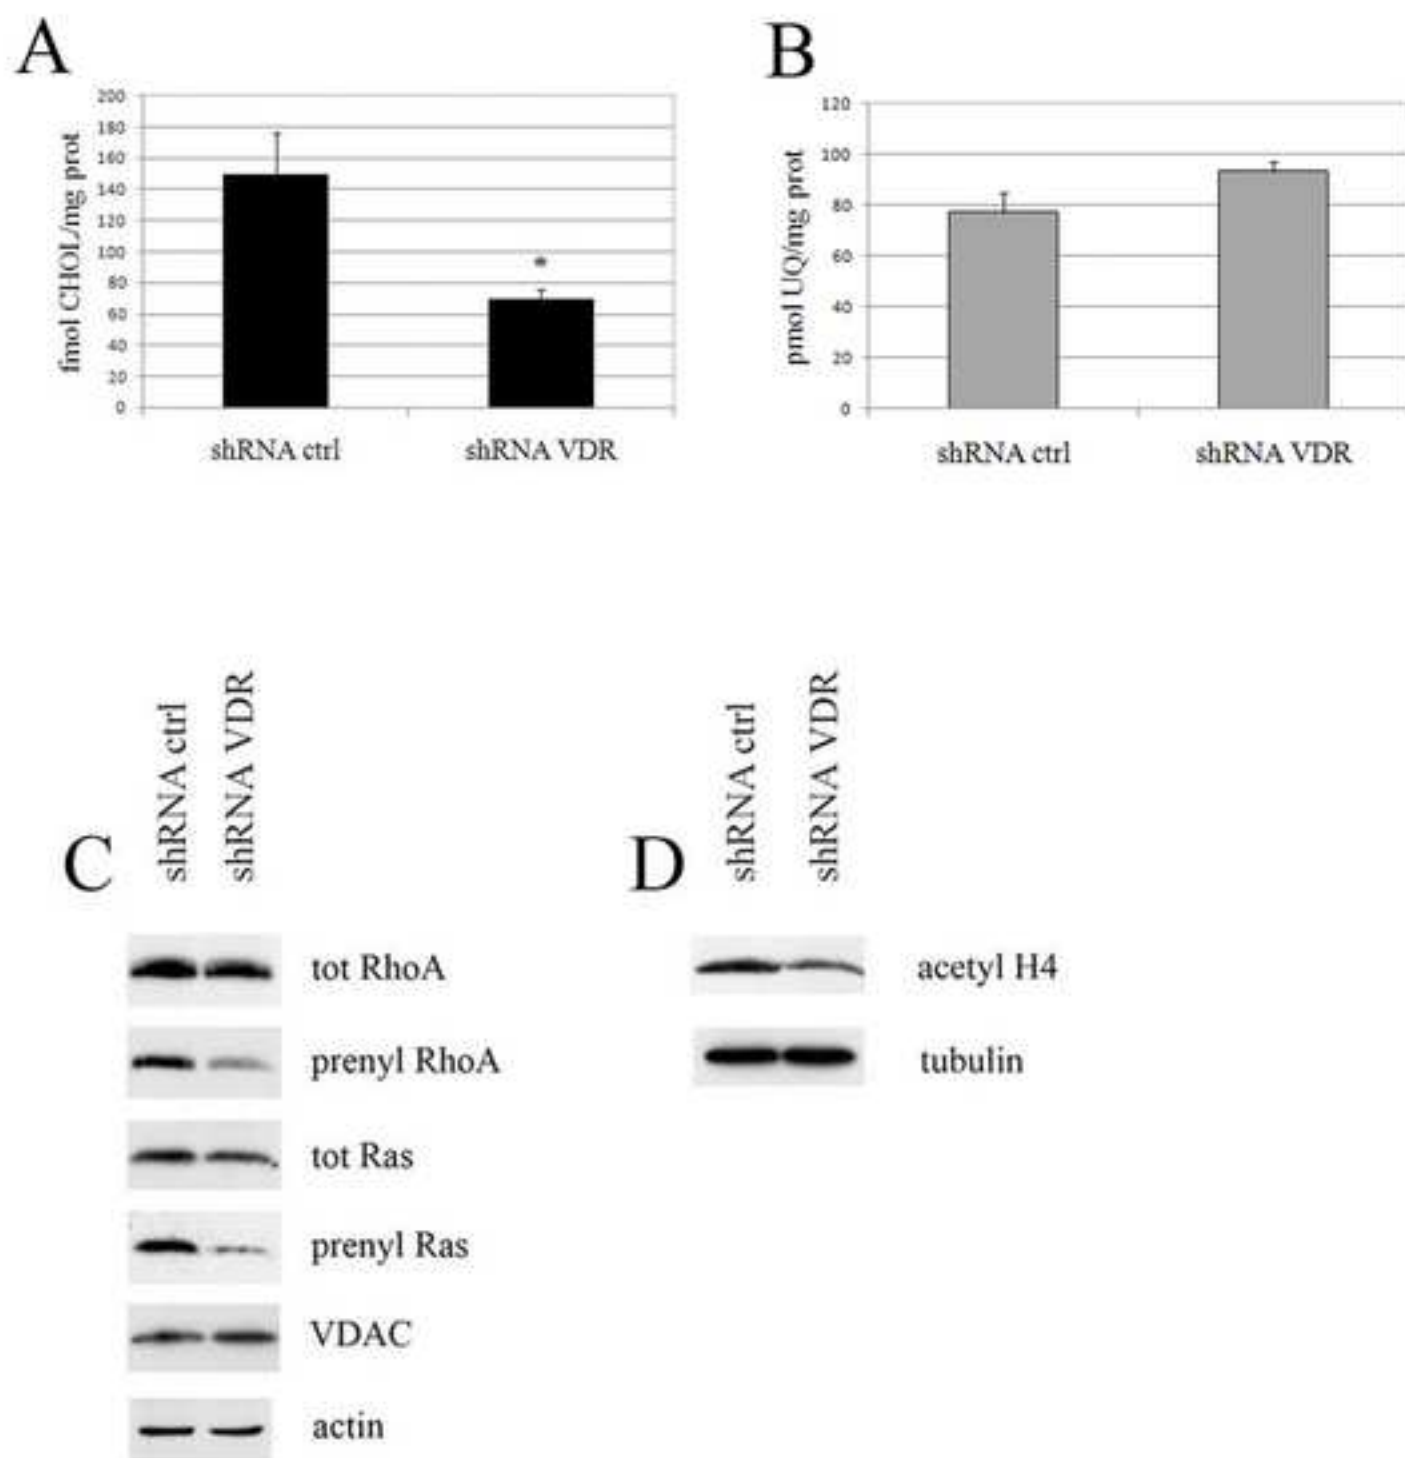 A
fmol CHOL/mg prot
200
180
160
140
120
100
80
60
40
20
0
*
shRNA ctrl
shRNA VDR
B
pmol UQ/mg prot
120
100
80
60
40
20
0
shRNA ctrl
shRNA VDR
C
shRNA ctrl
shRNA VDR
tot RhoA
prenyl RhoA
tot Ras
prenyl Ras
VDAC
actin
D
shRNA ctrl
shRNA VDR
acetyl H4
tubulin